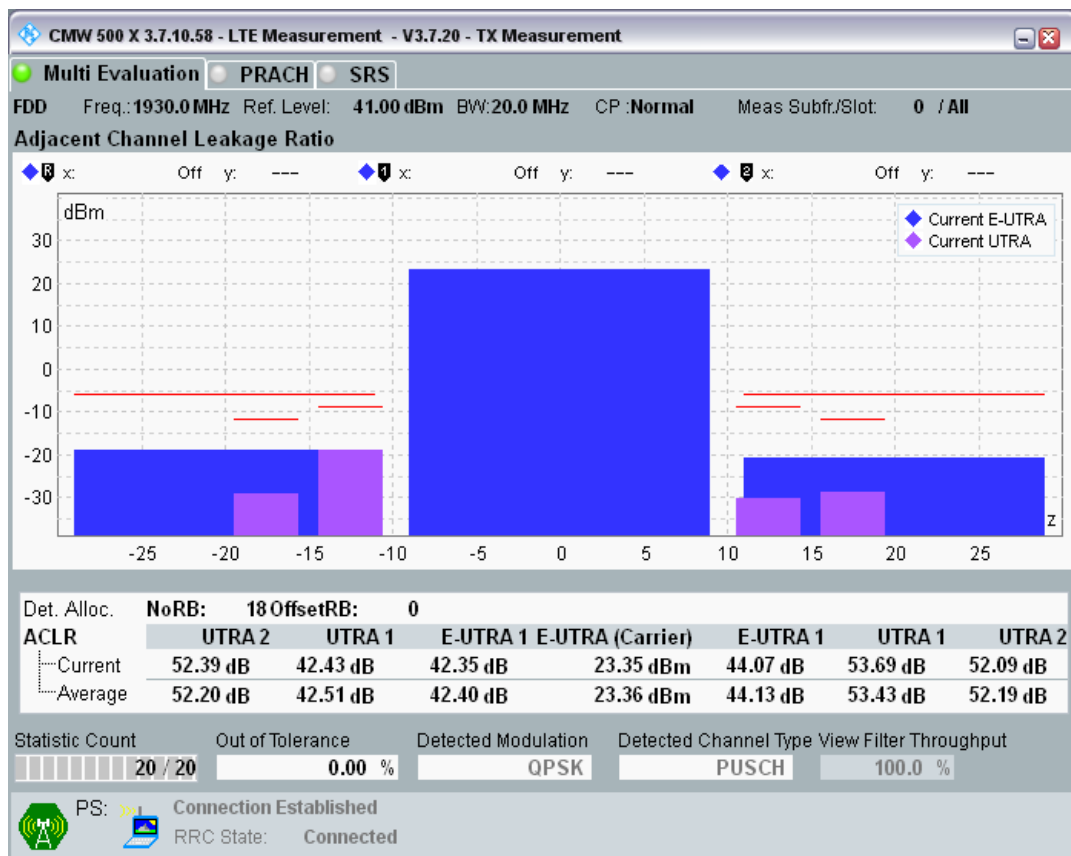 CMW 500 X 3.7.10.58 - LTE Measurement - V3.7.20 - TX Measurement
Multi Evaluation PRACH SRS
FDD Freq.:1930.0 MHz Ref. Level: 41.00 dBm BW:20.0 MHz CP :Normal Meas Subfr./Slot: 0 / All
Adjacent Channel Leakage Ratio
R x: Off y: --- 1 x: Off y: --- 2 x: Off y: ---
dBm
Current E-UTRA
Current UTRA
30
20
10
0
-10
-20
-30
z
-25 -20 -15 -10 -5 0 5 10 15 20 25
Det. Alloc. NoRB: 18 OffsetRB: 0
ACLR UTRA 2 UTRA 1 E-UTRA 1 E-UTRA (Carrier) E-UTRA 1 UTRA 1 UTRA 2
Current 52.39 dB 42.43 dB 42.35 dB 23.35 dBm 44.07 dB 53.69 dB 52.09 dB
Average 52.20 dB 42.51 dB 42.40 dB 23.36 dBm 44.13 dB 53.43 dB 52.19 dB
Statistic Count Out of Tolerance Detected Modulation Detected Channel Type View Filter Throughput
20 / 20 0.00 % QPSK PUSCH 100.0 %
PS: Connection Established
RRC State: Connected